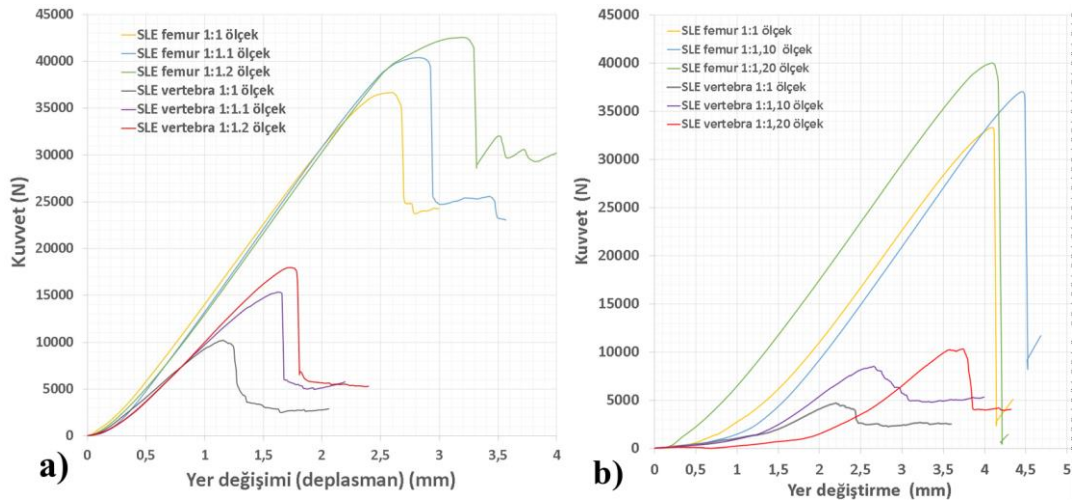 SLE femur 1:1 ölçek
SLE femur 1:1.1 ölçek
SLE femur 1:1.2 ölçek
SLE vertebra 1:1 ölçek
SLE vertebra 1:1.1 ölçek
SLE vertebra 1:1.2 ölçek
45000
40000
35000
30000
25000
20000
15000
10000
5000
0
Kuvvet (N)
0
0,5
1
1,5
2
2,5
3
3,5
4
Yer değişimi (deplasman) (mm)
a)
SLE femur 1:1 ölçek
SLE femur 1:1,10 ölçek
SLE femur 1:1,20 ölçek
SLE vertebra 1:1 ölçek
SLE vertebra 1:1,10 ölçek
SLE vertebra 1:1,20 ölçek
45000
40000
35000
30000
25000
20000
15000
10000
5000
0
Kuvvet (N)
0
0,5
1
1,5
2
2,5
3
3,5
4
4,5
5
Yer değiştirme (mm)
b)